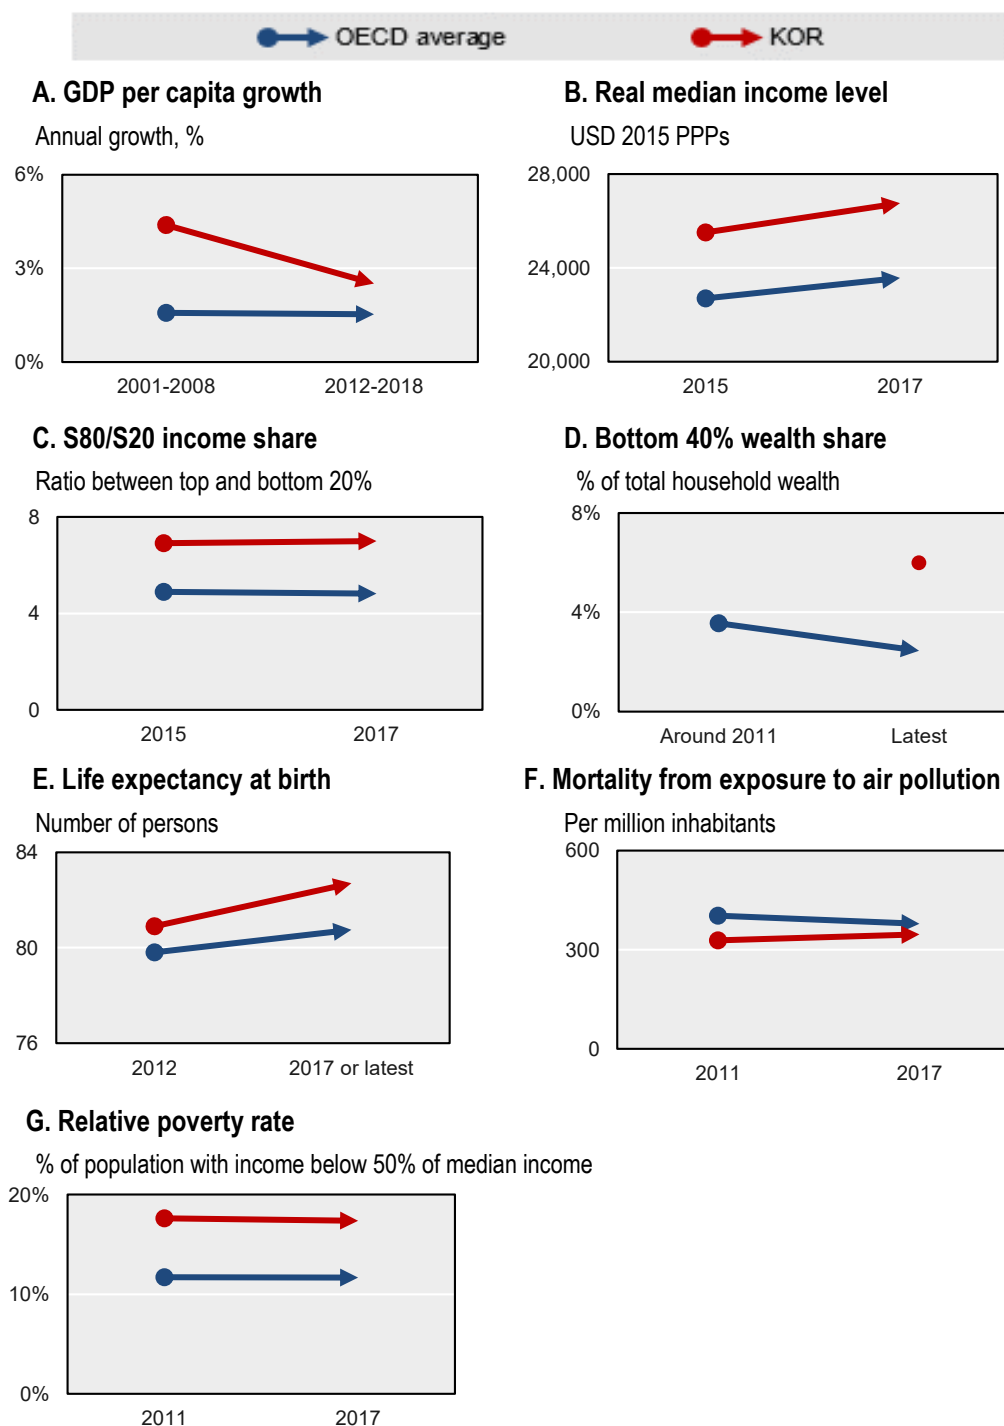 OECD average KOR
A. GDP per capita growth
Annual growth, %
6%
3%
0%
2001-2008 2012-2018
B. Real median income level
USD 2015 PPPs
28,000
24,000
20,000
2015 2017
C. S80/S20 income share
Ratio between top and bottom 20%
8
4
0
2015 2017
D. Bottom 40% wealth share
% of total household wealth
8%
4%
0%
Around 2011 Latest
E. Life expectancy at birth
Number of persons
84
80
76
2012 2017 or latest
F. Mortality from exposure to air pollution
Per million inhabitants
600
300
0
2011 2017
G. Relative poverty rate
% of population with income below 50% of median income
20%
10%
0%
2011 2017